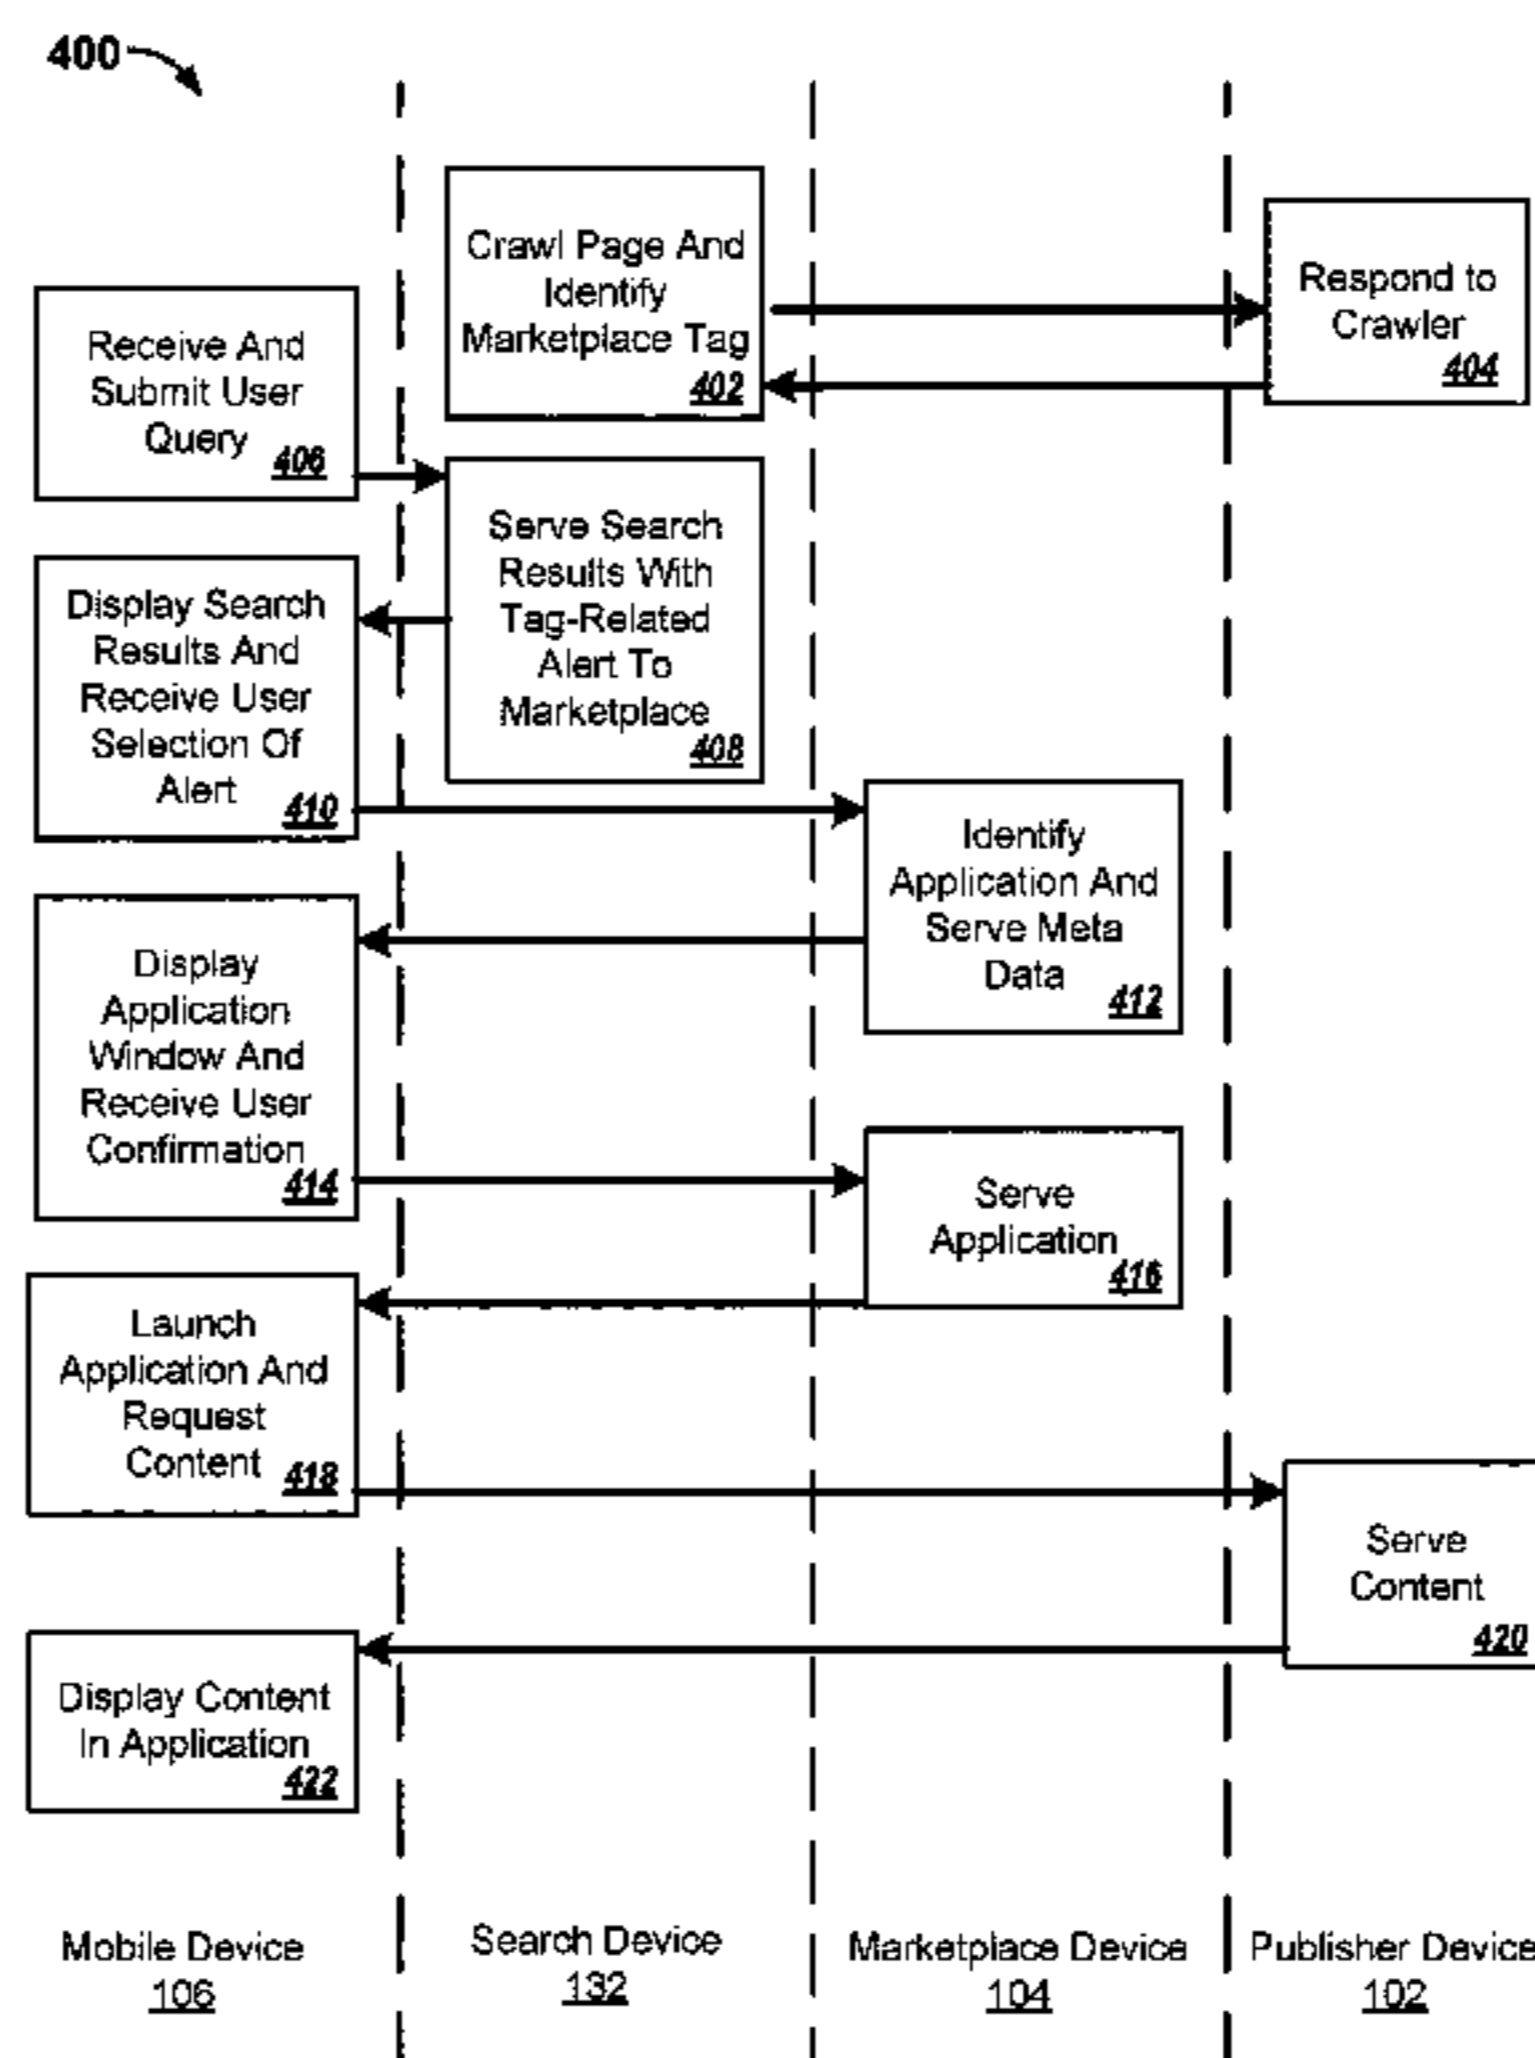 400
Crawl Page And
Identify
Marketplace Tag
402
Respond to
Crawler
404
Receive And
Submit User
Query
406
Serve Search
Results With
Tag-Related
Alert To
Marketplace
408
Display Search
Results And
Receive User
Selection Of
Alert
410
Identify
Application And
Serve Meta
Data
412
Display
Application
Window And
Receive User
Confirmation
414
Serve
Application
416
Launch
Application And
Request
Content
418
Serve
Content
420
Display Content
In Application
422
Mobile Device
106
Search Device
132
Marketplace Device
104
Publisher Device
102